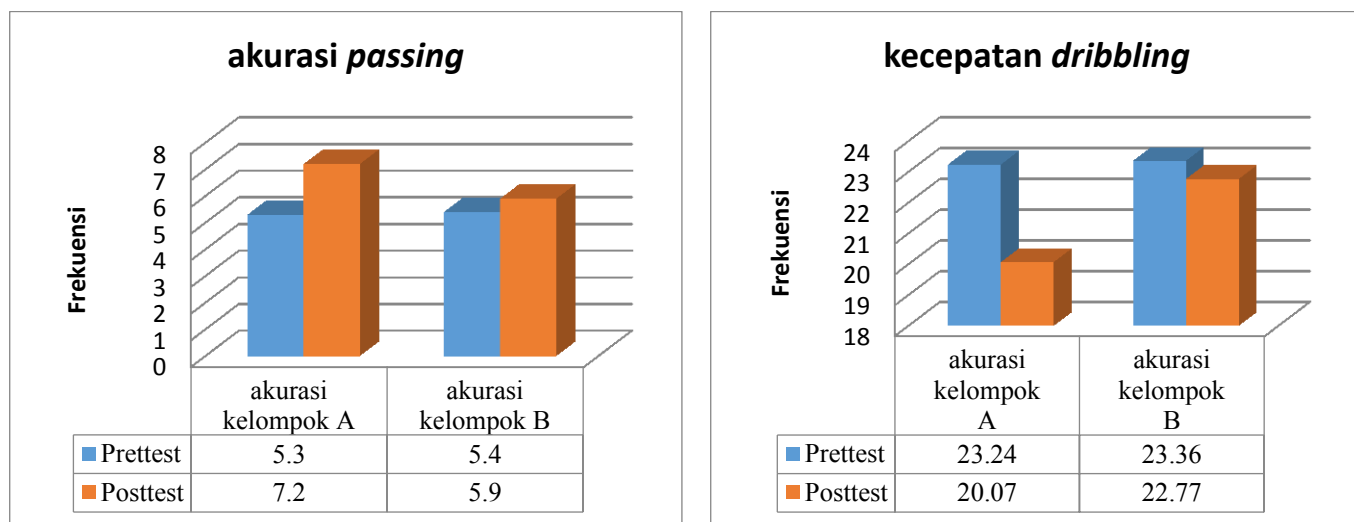 akurasi passing
8
7
6
5
4
3
2
1
0
Frekuensi
akurasi
kelompok A
akurasi
kelompok B
Prettest 5.3 5.4
Posttest 7.2 5.9
kecepatan dribbling
24
23
22
21
20
19
18
Frekuensi
akurasi
kelompok
A
akurasi
kelompok
B
Prettest 23.24 23.36
Posttest 20.07 22.77